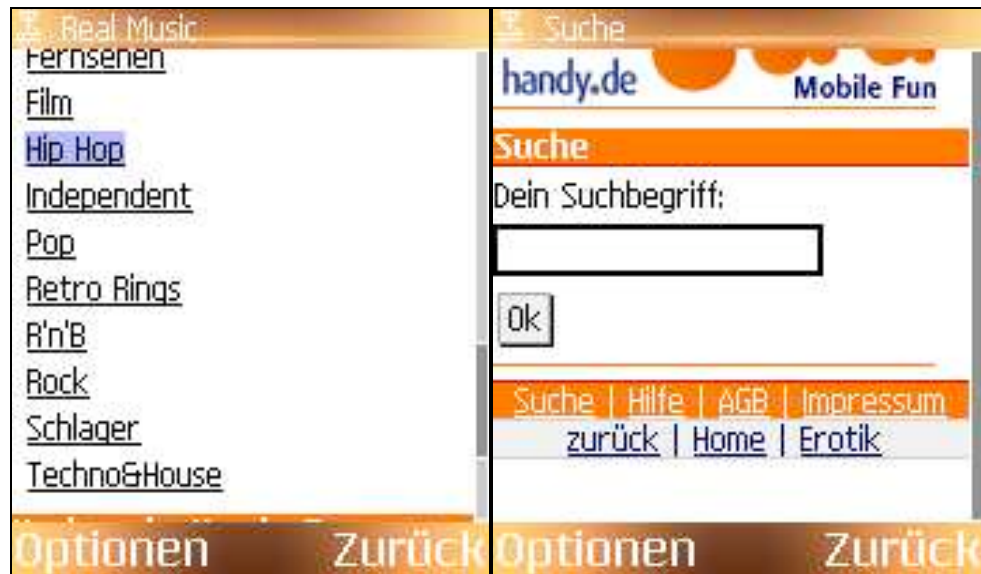 Real Music
Fernsehen
Film
Hip Hop
Independent
Pop
Retro Rings
R'n'B
Rock
Schlager
Techno&House
Optionen Zurück
Suche
handy.de
Mobile Fun
Suche
Dein Suchbegriff:
Ok
Suche | Hilfe | AGB | Impressum
zurück | Home | Erotik
Optionen Zurück